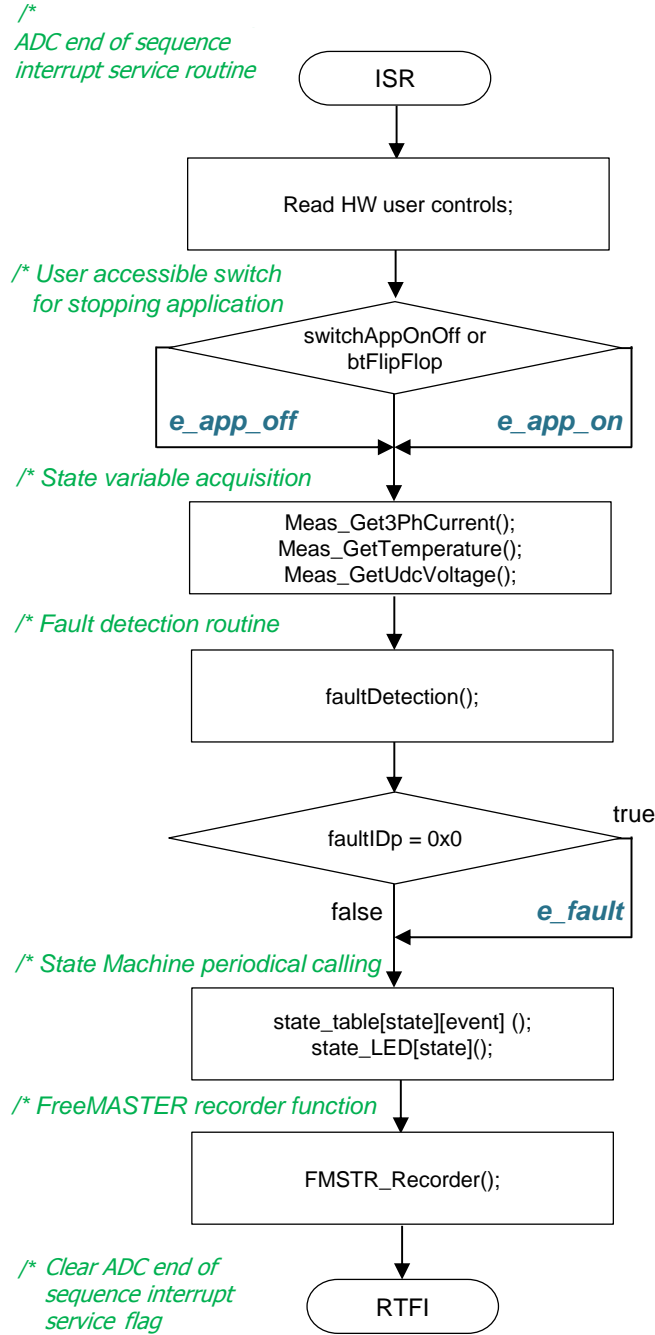 /*
ADC end of sequence
interrupt service routine
ISR
Read HW user controls;
/* User accessible switch
for stopping application
switchAppOnOff or
btFlipFlop
e_app_off
e_app_on
/* State variable acquisition
Meas_Get3PhCurrent();
Meas_GetTemperature();
Meas_GetUdcVoltage();
/* Fault detection routine
faultDetection();
true
faultIDp = 0x0
false
e_fault
/* State Machine periodical calling
state_table[state][event] ();
state_LED[state]();
/* FreeMASTER recorder function
FMSTR_Recorder();
/* Clear ADC end of
sequence interrupt
service flag
RTFI